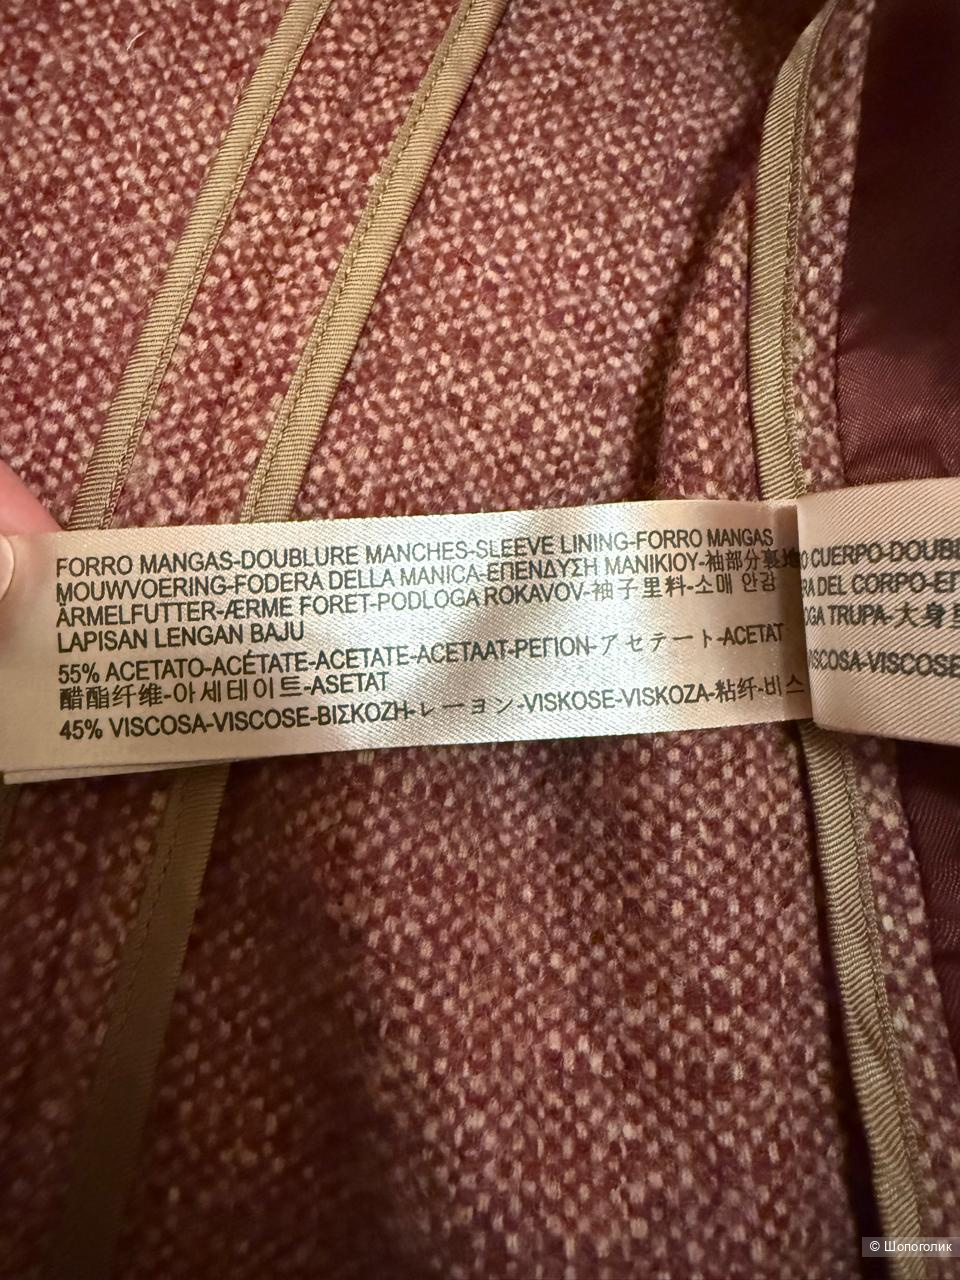 FORRO MANGAS-DOUBLURE MANCHES-SLEEVE LINING-FORRO MANGAS
MOUWVOERING-FODERA DELLA MANICA-ΕΠΕΝΔΥΣΗ ΜΑΝΙΚΙΟΥ-袖部分裏地
ÄRMELFUTTER-ÆRME FORET-PODLOGA ROKAVOV-袖子里料-소매 안감
LAPISAN LENGAN BAJU
55% ACETATO-ACÉTATE-ACETATE-ACETAAT-ΡΕΓΙΟΝ-アセテート-ACETAT
醋酯纤维-아세테이트-ASETAT
45% VISCOSA-VISCOSE-ΒΙΣΚΟΖΗ-レーヨン-VISKOSE-VISKOZA-粘纤-비스
CUERPO-DOUB
DEL CORPO-ΕΠ
TRUPA-大身里
VISCOSA-VISCOSE
© Шопоголик